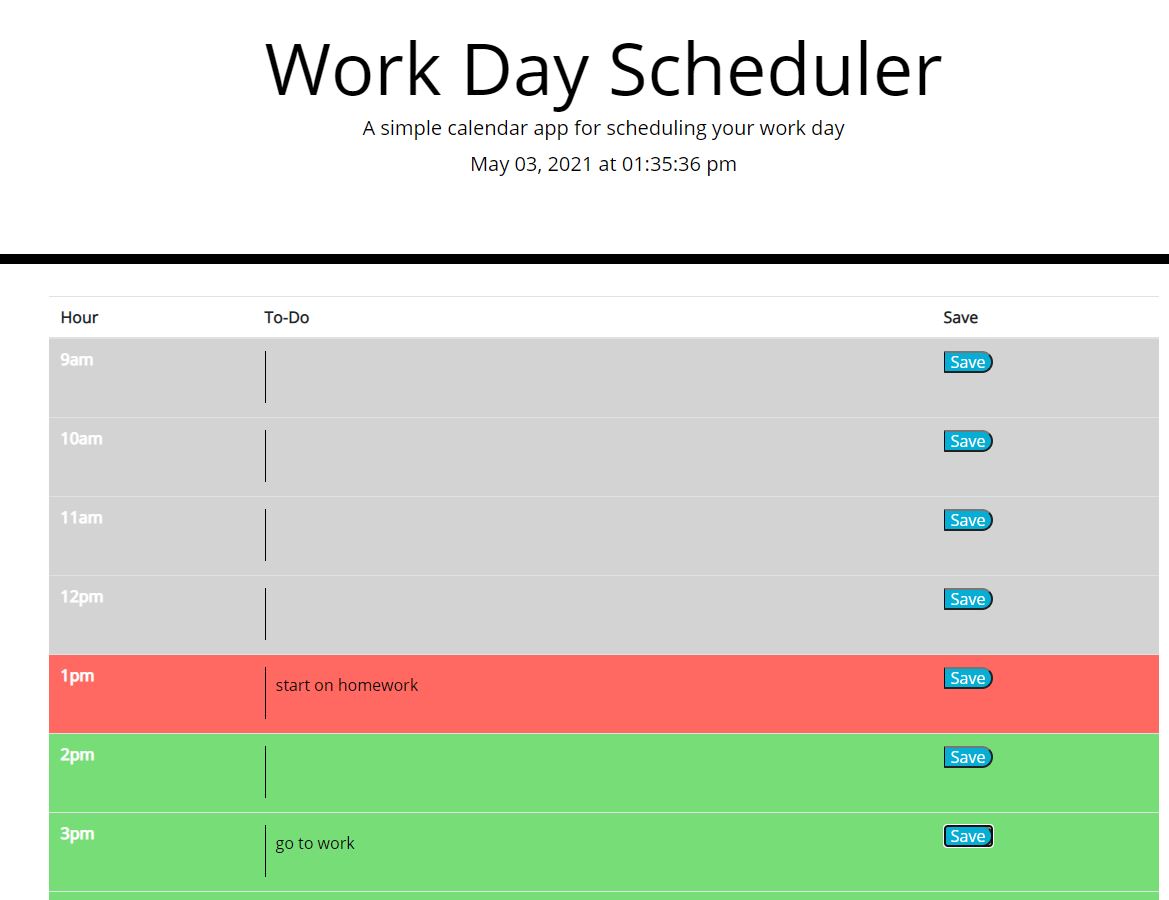 Work Day Scheduler
A simple calendar app for scheduling your work day
May 03, 2021 at 01:35:36 pm
Hour To-Do Save
9am Save
10am Save
11am Save
12pm Save
1pm start on homework Save
2pm Save
3pm go to work Save